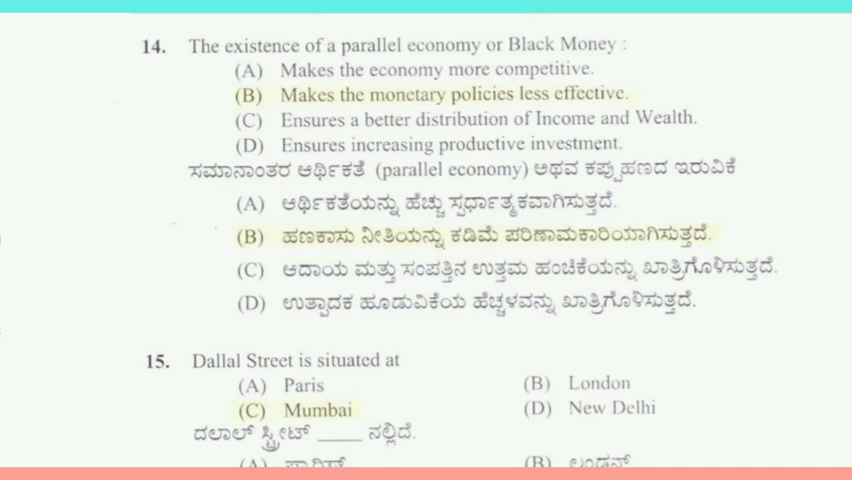 14. The existence of a parallel economy or Black Money :
(A) Makes the economy more competitive.
(B) Makes the monetary policies less effective.
(C) Ensures a better distribution of Income and Wealth.
(D) Ensures increasing productive investment.
ಸಮಾನಾಂತರ ಆರ್ಥಿಕತೆ (parallel economy) ಅಥವ ಕಪ್ಪುಹಣದ ಇರುವಿಕೆ
(A) ಆರ್ಥಿಕತೆಯನ್ನು ಹೆಚ್ಚು ಸ್ಪರ್ಧಾತ್ಮಕವಾಗಿಸುತ್ತದೆ.
(B) ಹಣಕಾಸು ನೀತಿಯನ್ನು ಕಡಿಮೆ ಪರಿಣಾಮಕಾರಿಯಾಗಿಸುತ್ತದೆ.
(C) ಆದಾಯ ಮತ್ತು ಸಂಪತ್ತಿನ ಉತ್ತಮ ಹಂಚಿಕೆಯನ್ನು ಖಾತ್ರಿಗೊಳಿಸುತ್ತದೆ.
(D) ಉತ್ಪಾದಕ ಹೂಡುವಿಕೆಯ ಹೆಚ್ಚಳವನ್ನು ಖಾತ್ರಿಗೊಳಿಸುತ್ತದೆ.
15. Dallal Street is situated at
(A) Paris (B) London
(C) Mumbai (D) New Delhi
ದಲಾಲ್ ಸ್ಟ್ರೀಟ್ ____ ನಲ್ಲಿದೆ.
(A) (B)